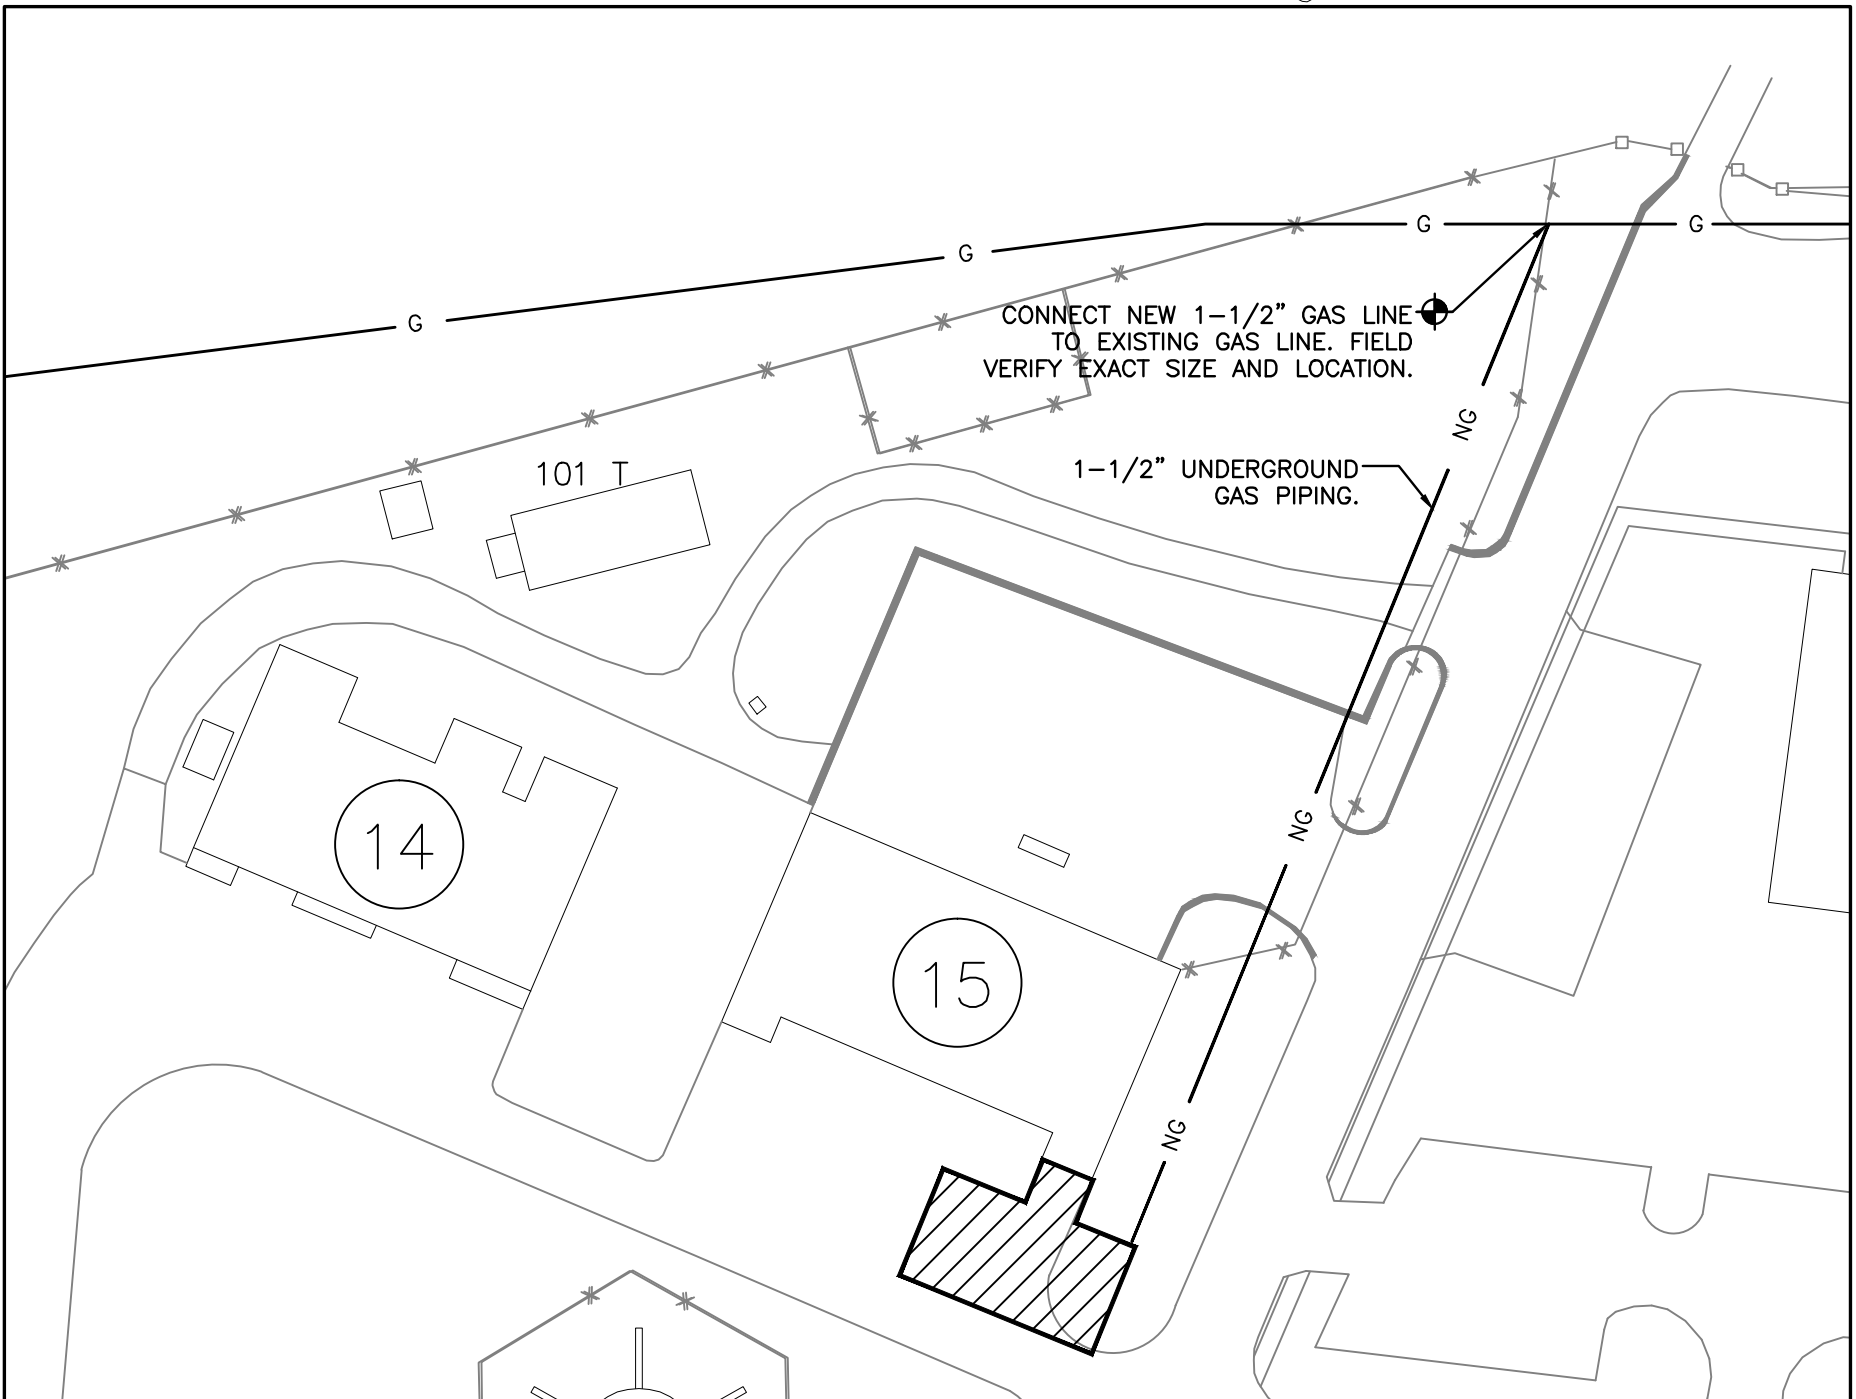 G
G
G
G
CONNECT NEW 1-1/2" GAS LINE
TO EXISTING GAS LINE. FIELD
VERIFY EXACT SIZE AND LOCATION.
NG
101 T
1-1/2" UNDERGROUND
GAS PIPING.
NG
14
15
NG